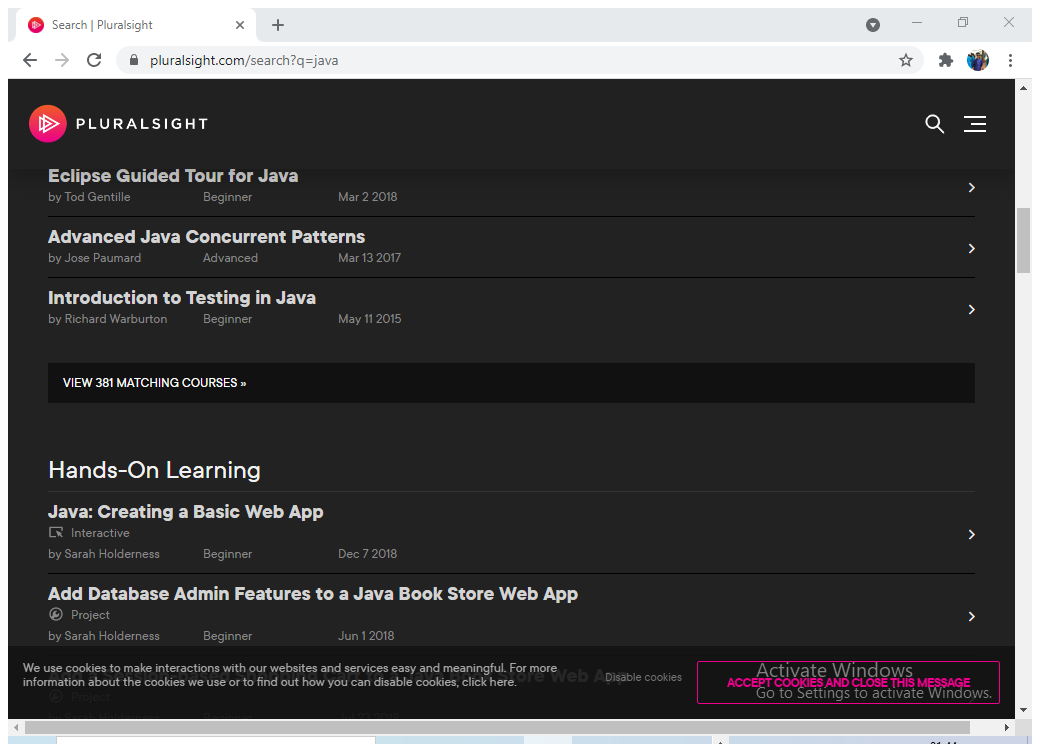 Search | Pluralsight
pluralsight.com/search?q=java
PLURALSIGHT
Eclipse Guided Tour for Java
by Tod Gentille Beginner Mar 2 2018
Advanced Java Concurrent Patterns
by Jose Paumard Advanced Mar 13 2017
Introduction to Testing in Java
by Richard Warburton Beginner May 11 2015
VIEW 381 MATCHING COURSES »
Hands-On Learning
Java: Creating a Basic Web App
Interactive
by Sarah Holderness Beginner Dec 7 2018
Add Database Admin Features to a Java Book Store Web App
Project
by Sarah Holderness Beginner Jun 1 2018
We use cookies to make interactions with our websites and services easy and meaningful. For more
information about the cookies we use or to find out how you can disable cookies, click here.
Disable cookies
ACCEPT COOKIES AND CLOSE THIS MESSAGE
Activate Windows
Go to Settings to activate Windows.
Java Book Store Web App
Project